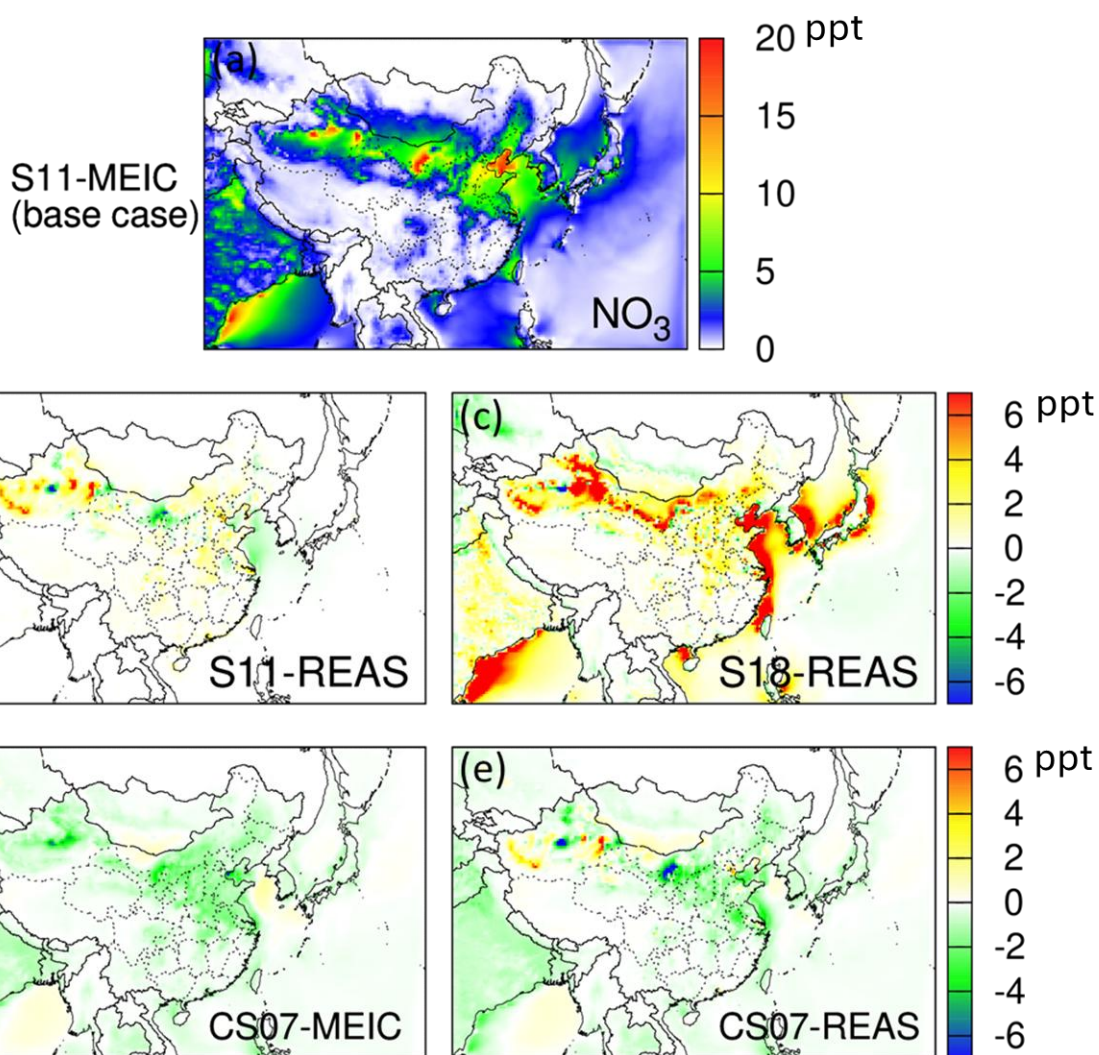 (a)
20 ppt
15
10
5
0
S11-MEIC
(base case)
NO3
(c)
6 ppt
4
2
0
-2
-4
-6
S11-REAS
S18-REAS
(e)
6 ppt
4
2
0
-2
-4
-6
CS07-MEIC
CS07-REAS